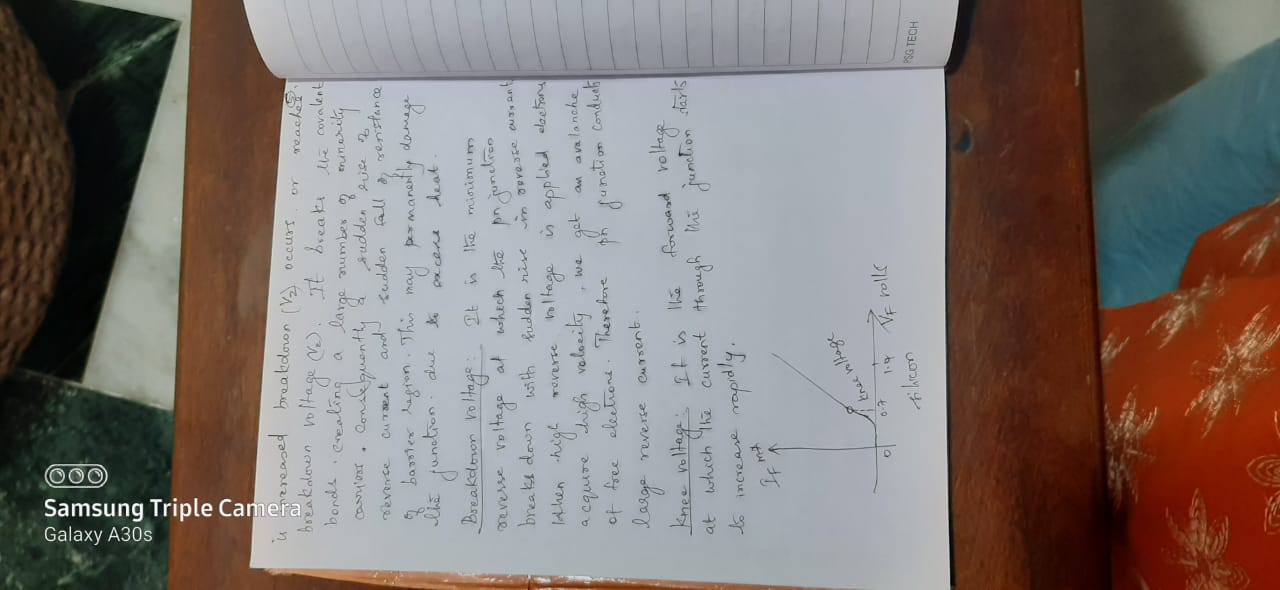 is increased breakdown (VZ) occurs or reaches
5
breakdown voltage (VZ). It breaks the covalent
bonds. creating a large number of minority
carriers. Consequently a sudden rise of
reverse current and sudden fall of resistance
of barrier region. This may permanently damage
the junction due to excess heat.
Breakdown voltage: It is the minimum
reverse voltage at which the pn junction
breaks down with sudden rise in reverse current
When high reverse voltage is applied electrons
acquire high velocity, we get an avalanche
of free elections. Therefore pn junction conducts
large reverse current.
Knee voltage: It is the forward voltage
at which the current through the junction starts
to increase rapidly.
IF mA
knee voltage
0 0.7 1.4 VF volts
silicon
PSG TECH
Samsung Triple Camera
Galaxy A30s